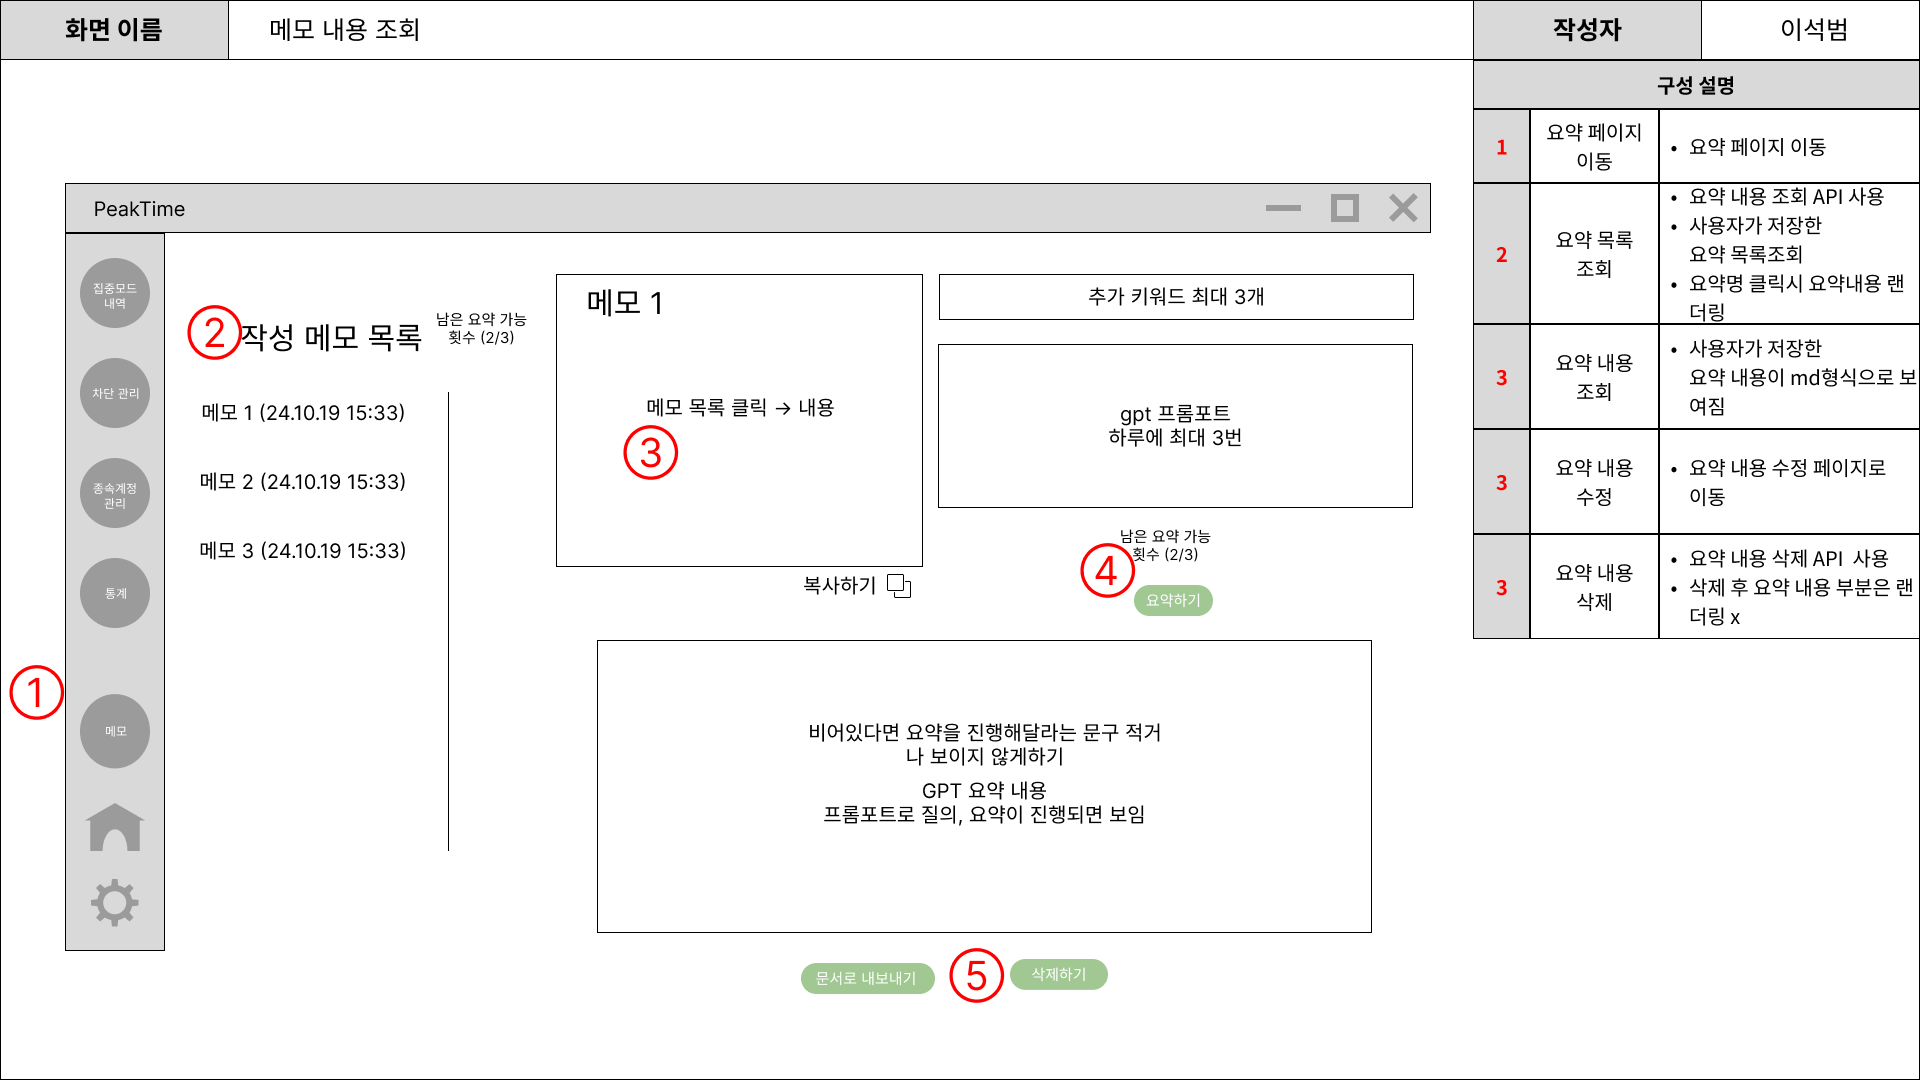 화면 이름
메모 내용 조회
작성자
이석범
PeakTime
집중모드
내역
차단 관리
종속계정
관리
통계
1
메모
2
작성 메모 목록
남은 요약 가능
횟수 (2/3)
메모 1 (24.10.19 15:33)
메모 2 (24.10.19 15:33)
메모 3 (24.10.19 15:33)
메모 1
메모 목록 클릭 → 내용
3
복사하기
추가 키워드 최대 3개
gpt 프롬포트
하루에 최대 3번
남은 요약 가능
횟수 (2/3)
4
요약하기
비어있다면 요약을 진행해달라는 문구 적거
나 보이지 않게하기
GPT 요약 내용
프롬포트로 질의, 요약이 진행되면 보임
문서로 내보내기
5
삭제하기
구성 설명
1
요약 페이지
이동
• 요약 페이지 이동
2
요약 목록
조회
• 요약 내용 조회 API 사용
• 사용자가 저장한
요약 목록조회
• 요약명 클릭시 요약내용 랜
더링
3
요약 내용
조회
• 사용자가 저장한
요약 내용이 md형식으로 보
여짐
3
요약 내용
수정
• 요약 내용 수정 페이지로
이동
3
요약 내용
삭제
• 요약 내용 삭제 API 사용
• 삭제 후 요약 내용 부분은 랜
더링 x